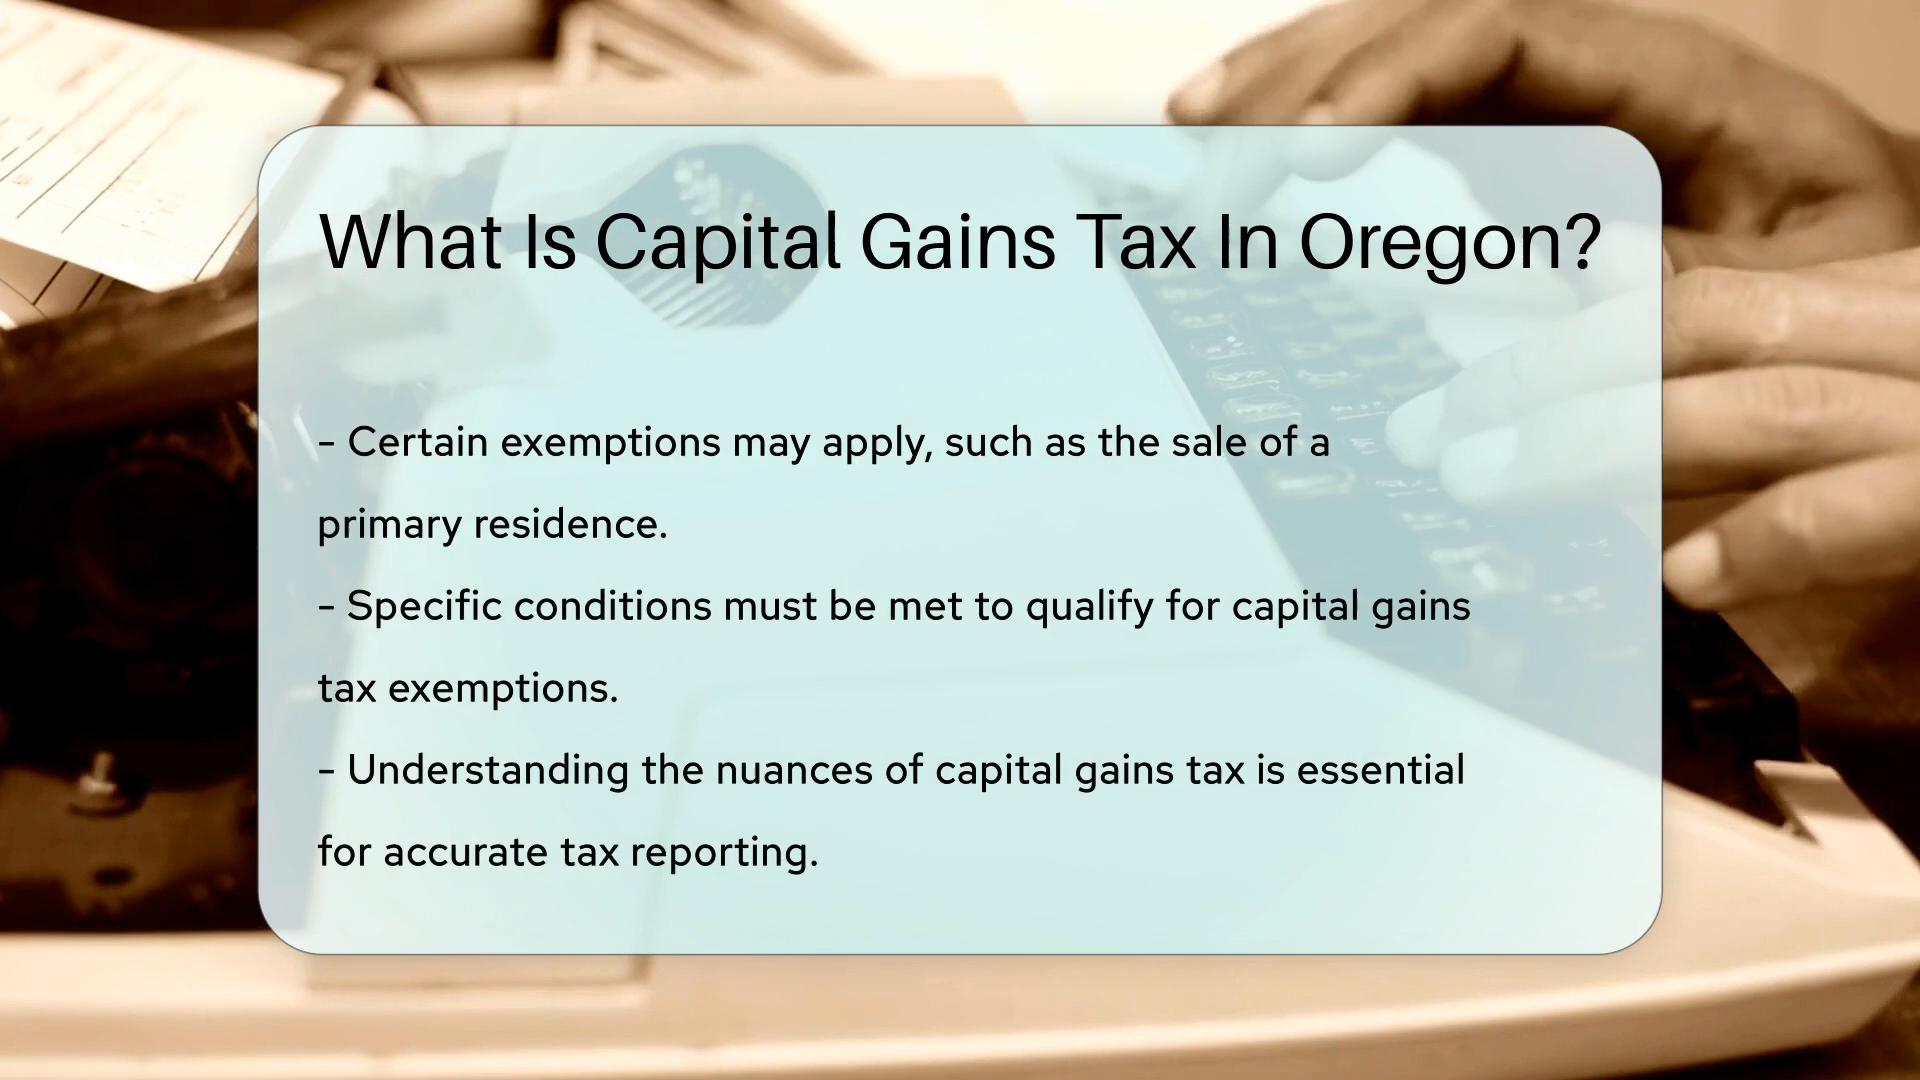 What Is Capital Gains Tax In Oregon?
– Certain exemptions may apply, such as the sale of a
primary residence.
– Specific conditions must be met to qualify for capital gains
tax exemptions.
– Understanding the nuances of capital gains tax is essential
for accurate tax reporting.